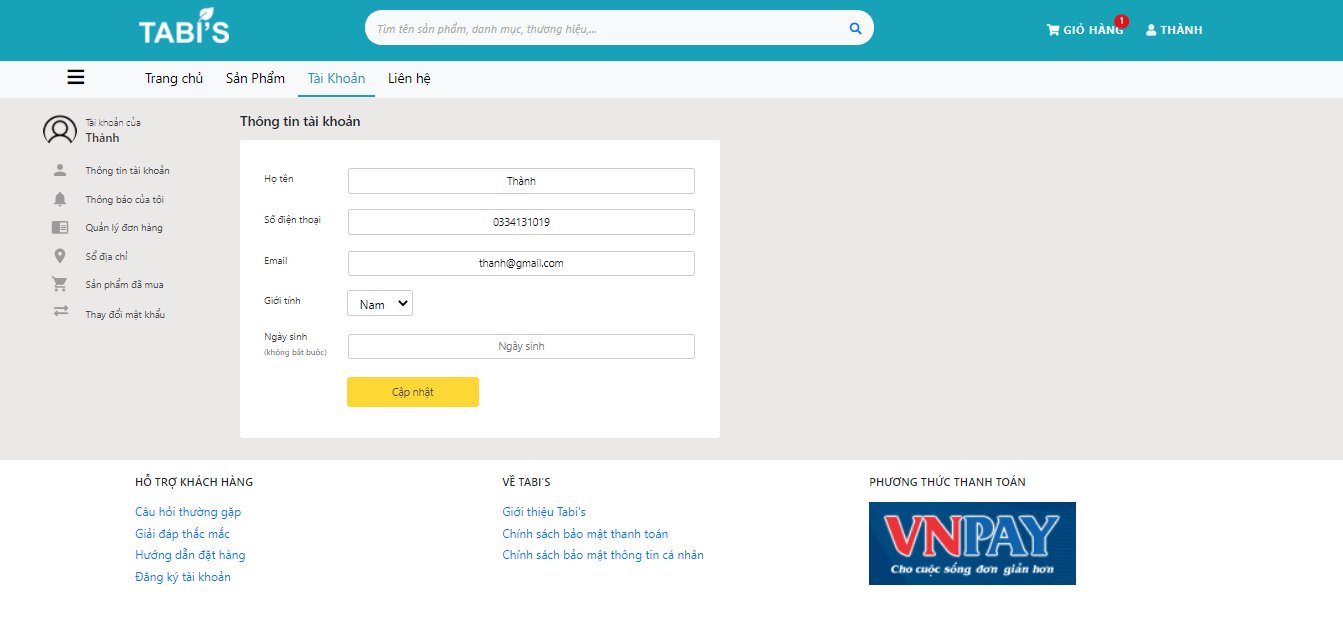 TABI'S
Tìm tên sản phẩm, danh mục, thương hiệu,...
GIỎ HÀNG 1
THÀNH
Trang chủ
Sản Phẩm
Tài Khoản
Liên hệ
Tài khoản của
Thành
Thông tin tài khoản
Thông báo của tôi
Quản lý đơn hàng
Sổ địa chỉ
Sản phẩm đã mua
Thay đổi mật khẩu
Thông tin tài khoản
Họ tên
Thành
Số điện thoại
0334131019
Email
thanh@gmail.com
Giới tính
Nam
Ngày sinh
(không bắt buộc)
Ngày sinh
Cập nhật
HỖ TRỢ KHÁCH HÀNG
Câu hỏi thường gặp
Giải đáp thắc mắc
Hướng dẫn đặt hàng
Đăng ký tài khoản
VỀ TABI'S
Giới thiệu Tabi's
Chính sách bảo mật thanh toán
Chính sách bảo mật thông tin cá nhân
PHƯƠNG THỨC THANH TOÁN
VNPAY
Cho cuộc sống đơn giản hơn